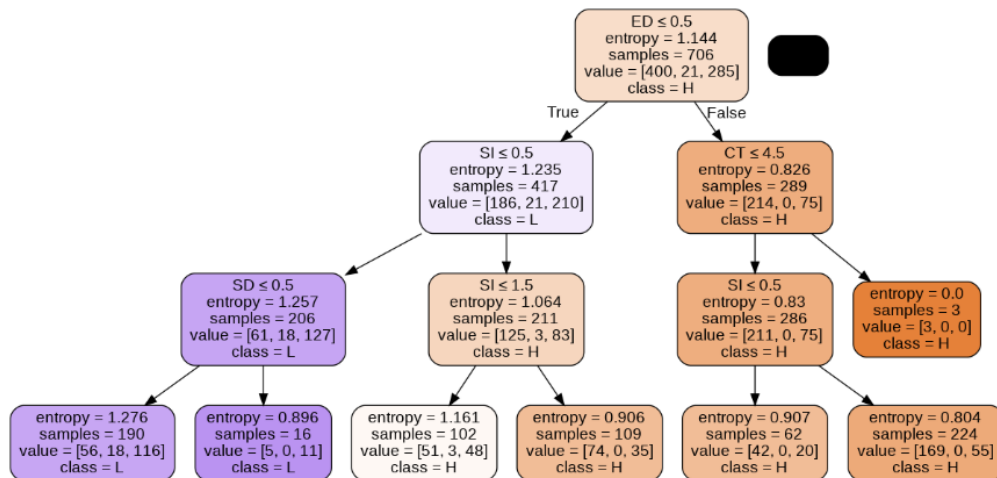 ED ≤ 0.5
entropy = 1.144
samples = 706
value = [400, 21, 285]
class = H
True
False
SI ≤ 0.5
entropy = 1.235
samples = 417
value = [186, 21, 210]
class = L
CT ≤ 4.5
entropy = 0.826
samples = 289
value = [214, 0, 75]
class = H
SD ≤ 0.5
entropy = 1.257
samples = 206
value = [61, 18, 127]
class = L
SI ≤ 1.5
entropy = 1.064
samples = 211
value = [125, 3, 83]
class = H
SI ≤ 0.5
entropy = 0.83
samples = 286
value = [211, 0, 75]
class = H
entropy = 0.0
samples = 3
value = [3, 0, 0]
class = H
entropy = 1.276
samples = 190
value = [56, 18, 116]
class = L
entropy = 0.896
samples = 16
value = [5, 0, 11]
class = L
entropy = 1.161
samples = 102
value = [51, 3, 48]
class = H
entropy = 0.906
samples = 109
value = [74, 0, 35]
class = H
entropy = 0.907
samples = 62
value = [42, 0, 20]
class = H
entropy = 0.804
samples = 224
value = [169, 0, 55]
class = H